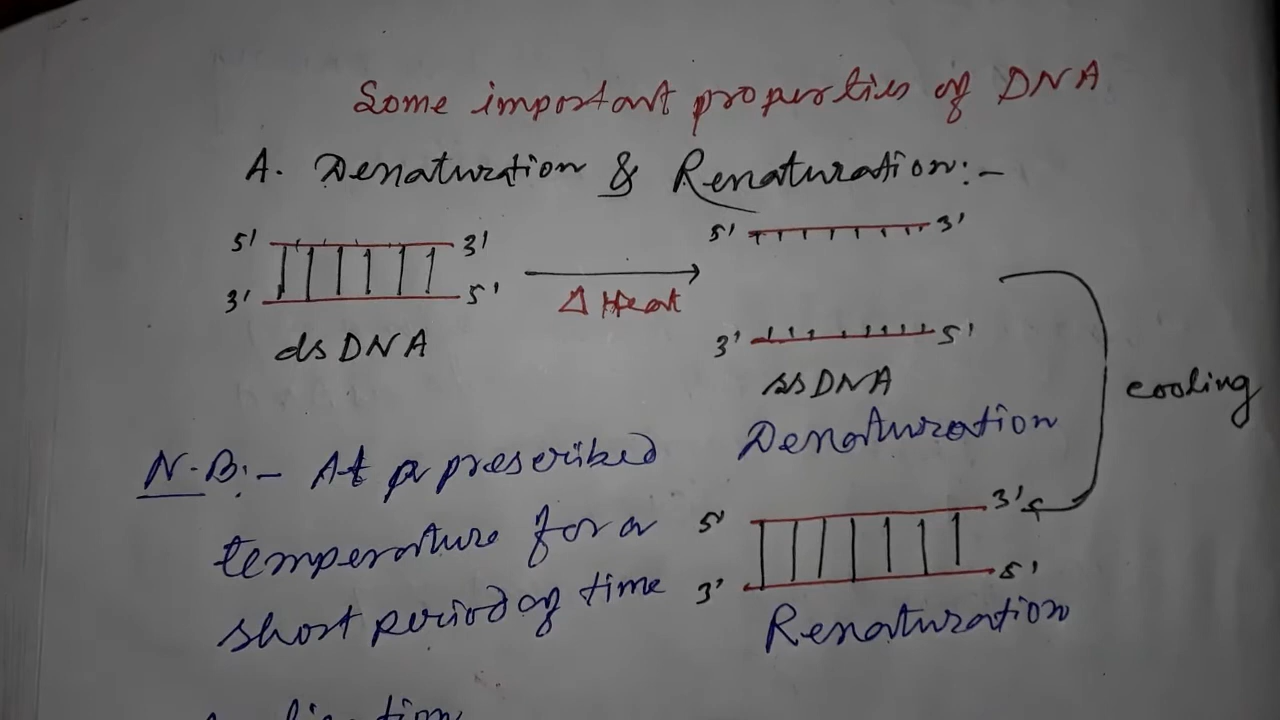 Some important properties of DNA
A. Denaturation & Renaturation:-
5' 3' 5' 3'
3' 5' Δ Heat
dsDNA 3' 5'
ssDNA cooling
Denaturation
N.B:- At a prescribed
temperature for a 5' 3'
short period of time 3' 5'
Renaturation